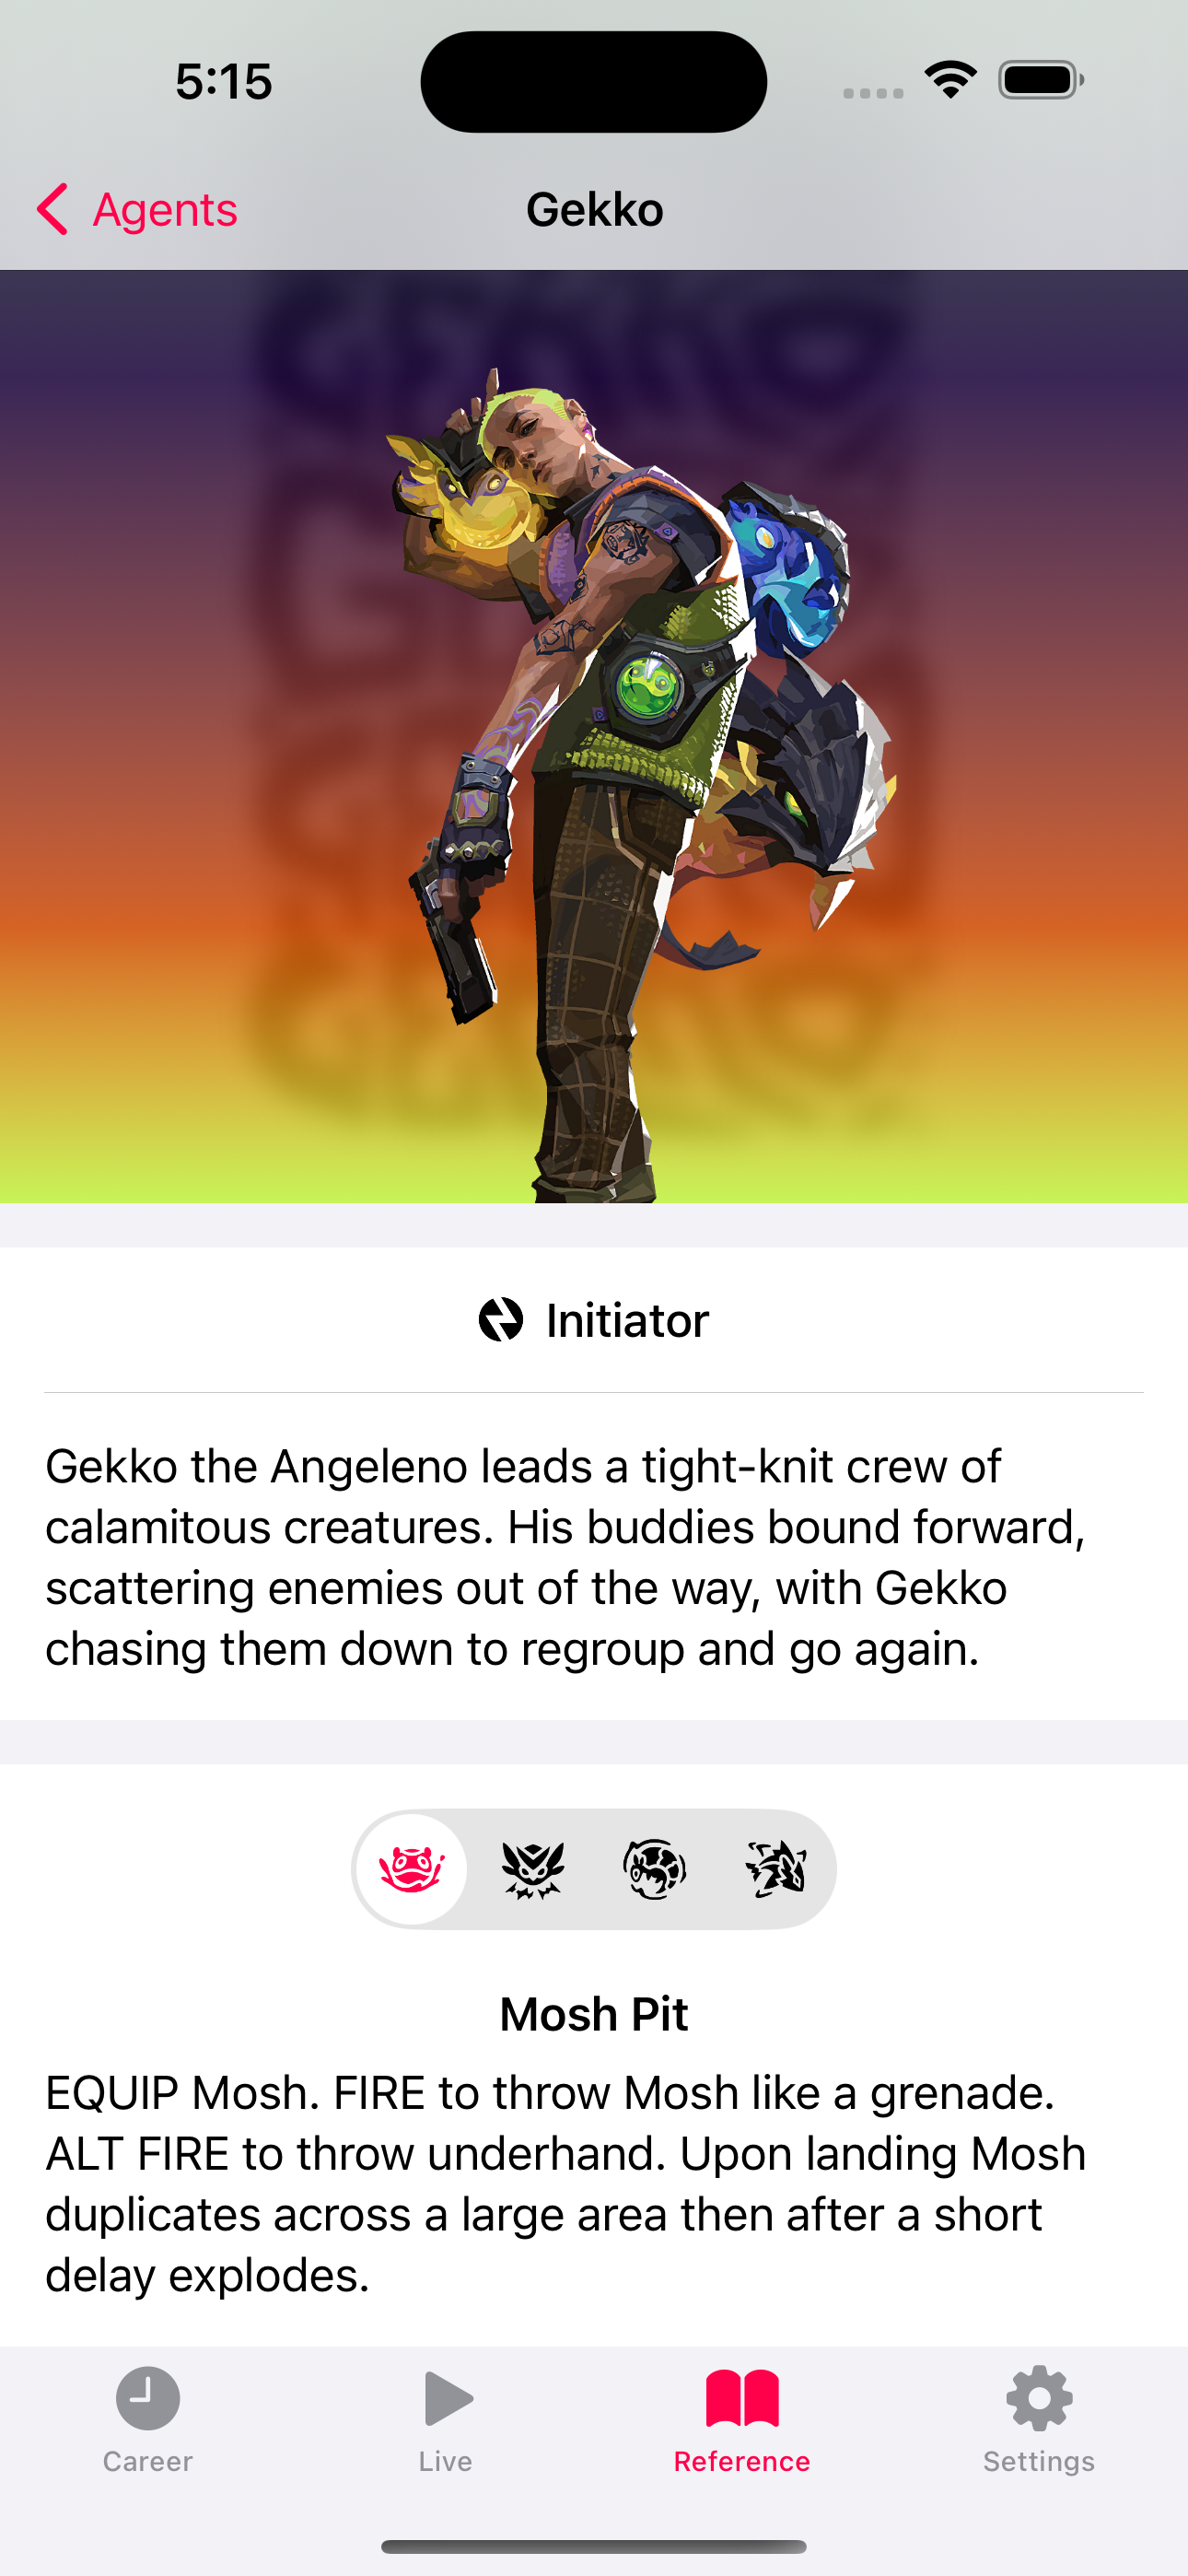 5:15
Agents
Gekko
Initiator
Gekko the Angeleno leads a tight-knit crew of
calamitous creatures. His buddies bound forward,
scattering enemies out of the way, with Gekko
chasing them down to regroup and go again.
Mosh Pit
EQUIP Mosh. FIRE to throw Mosh like a grenade.
ALT FIRE to throw underhand. Upon landing Mosh
duplicates across a large area then after a short
delay explodes.
Career
Live
Reference
Settings